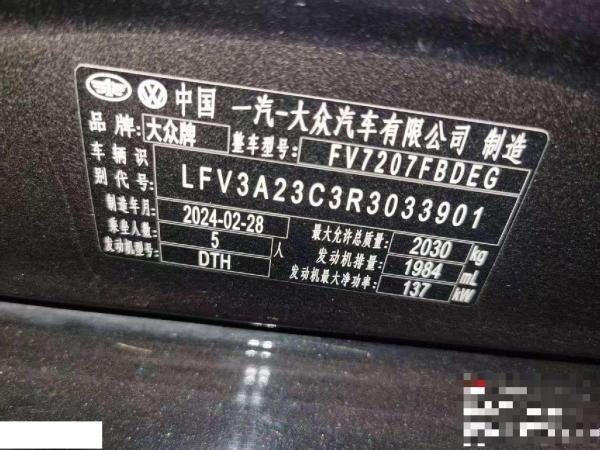 中国 一汽-大众汽车有限公司 制造
品牌: 大众牌 整车型号: FV7207FBDEG
车辆识别代号: LFV3A23C3R3033901
制造年月: 2024-02-28 最大允许总质量: 2030 kg
乘坐人数: 5 人 发动机排量: 1984 mL
发动机型号: DTH 发动机最大净功率: 137 kW